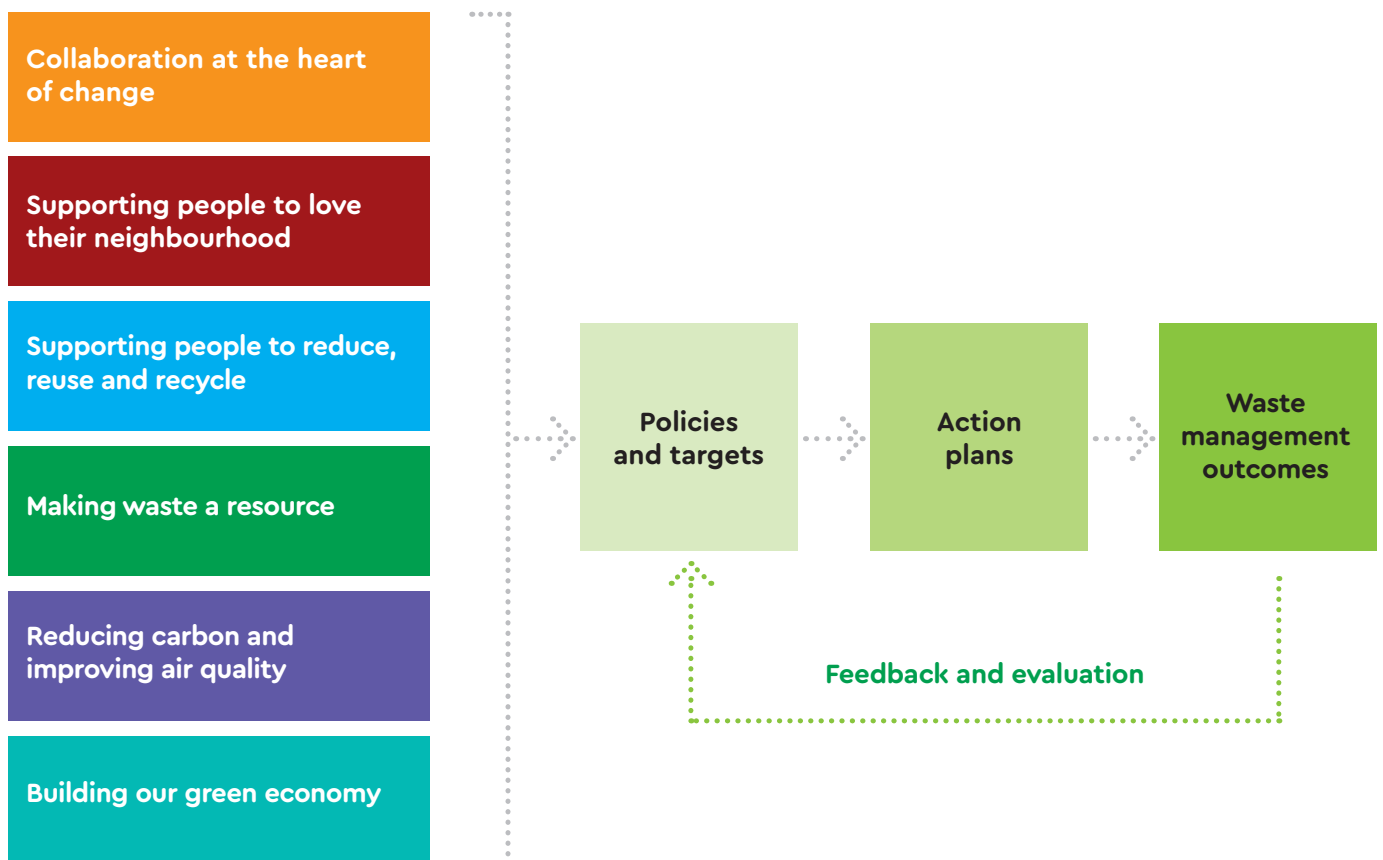 Collaboration at the heart
of change
Supporting people to love
their neighbourhood
Supporting people to reduce,
reuse and recycle
Making waste a resource
Reducing carbon and
improving air quality
Building our green economy
Policies
and targets
Action
plans
Waste
management
outcomes
Feedback and evaluation